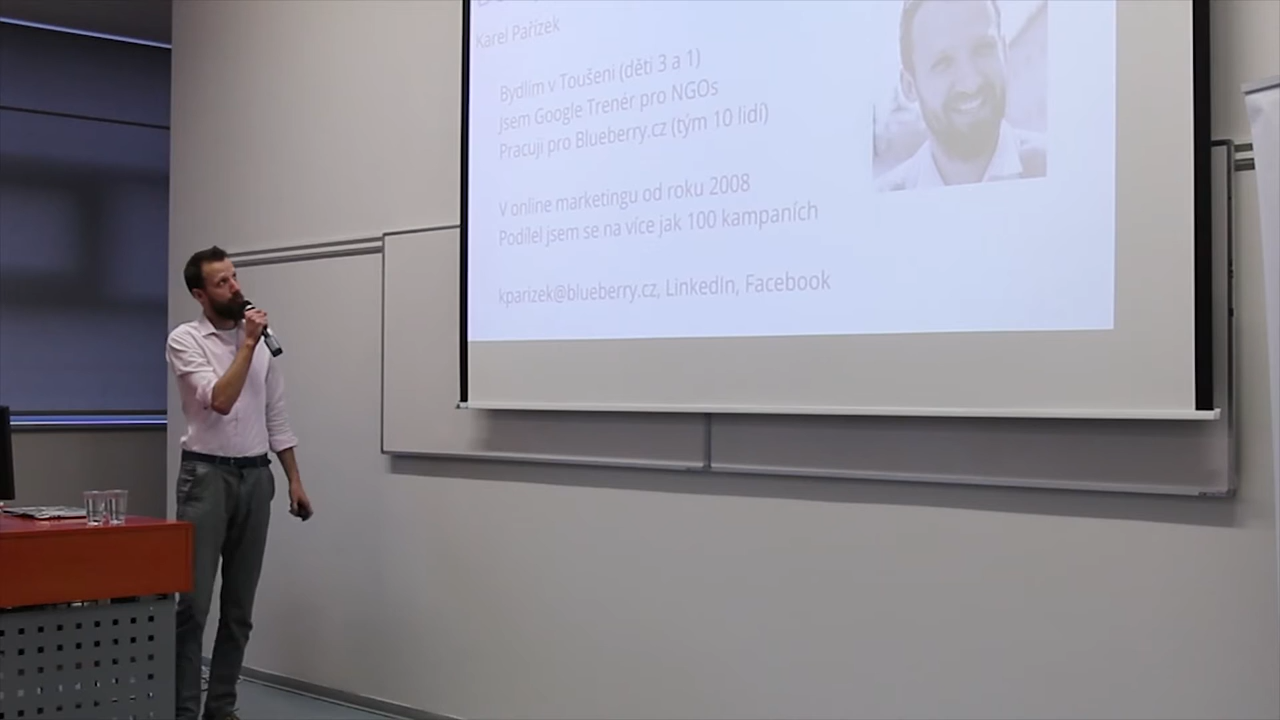 Karel Pařízek
Bydlím v Toušeni (děti 3 a 1)
Jsem Google Trenér pro NGOs
Pracuji pro Blueberry.cz (tým 10 lidí)
V online marketingu od roku 2008
Podílel jsem se na více jak 100 kampaních
kparizek@blueberry.cz, LinkedIn, Facebook